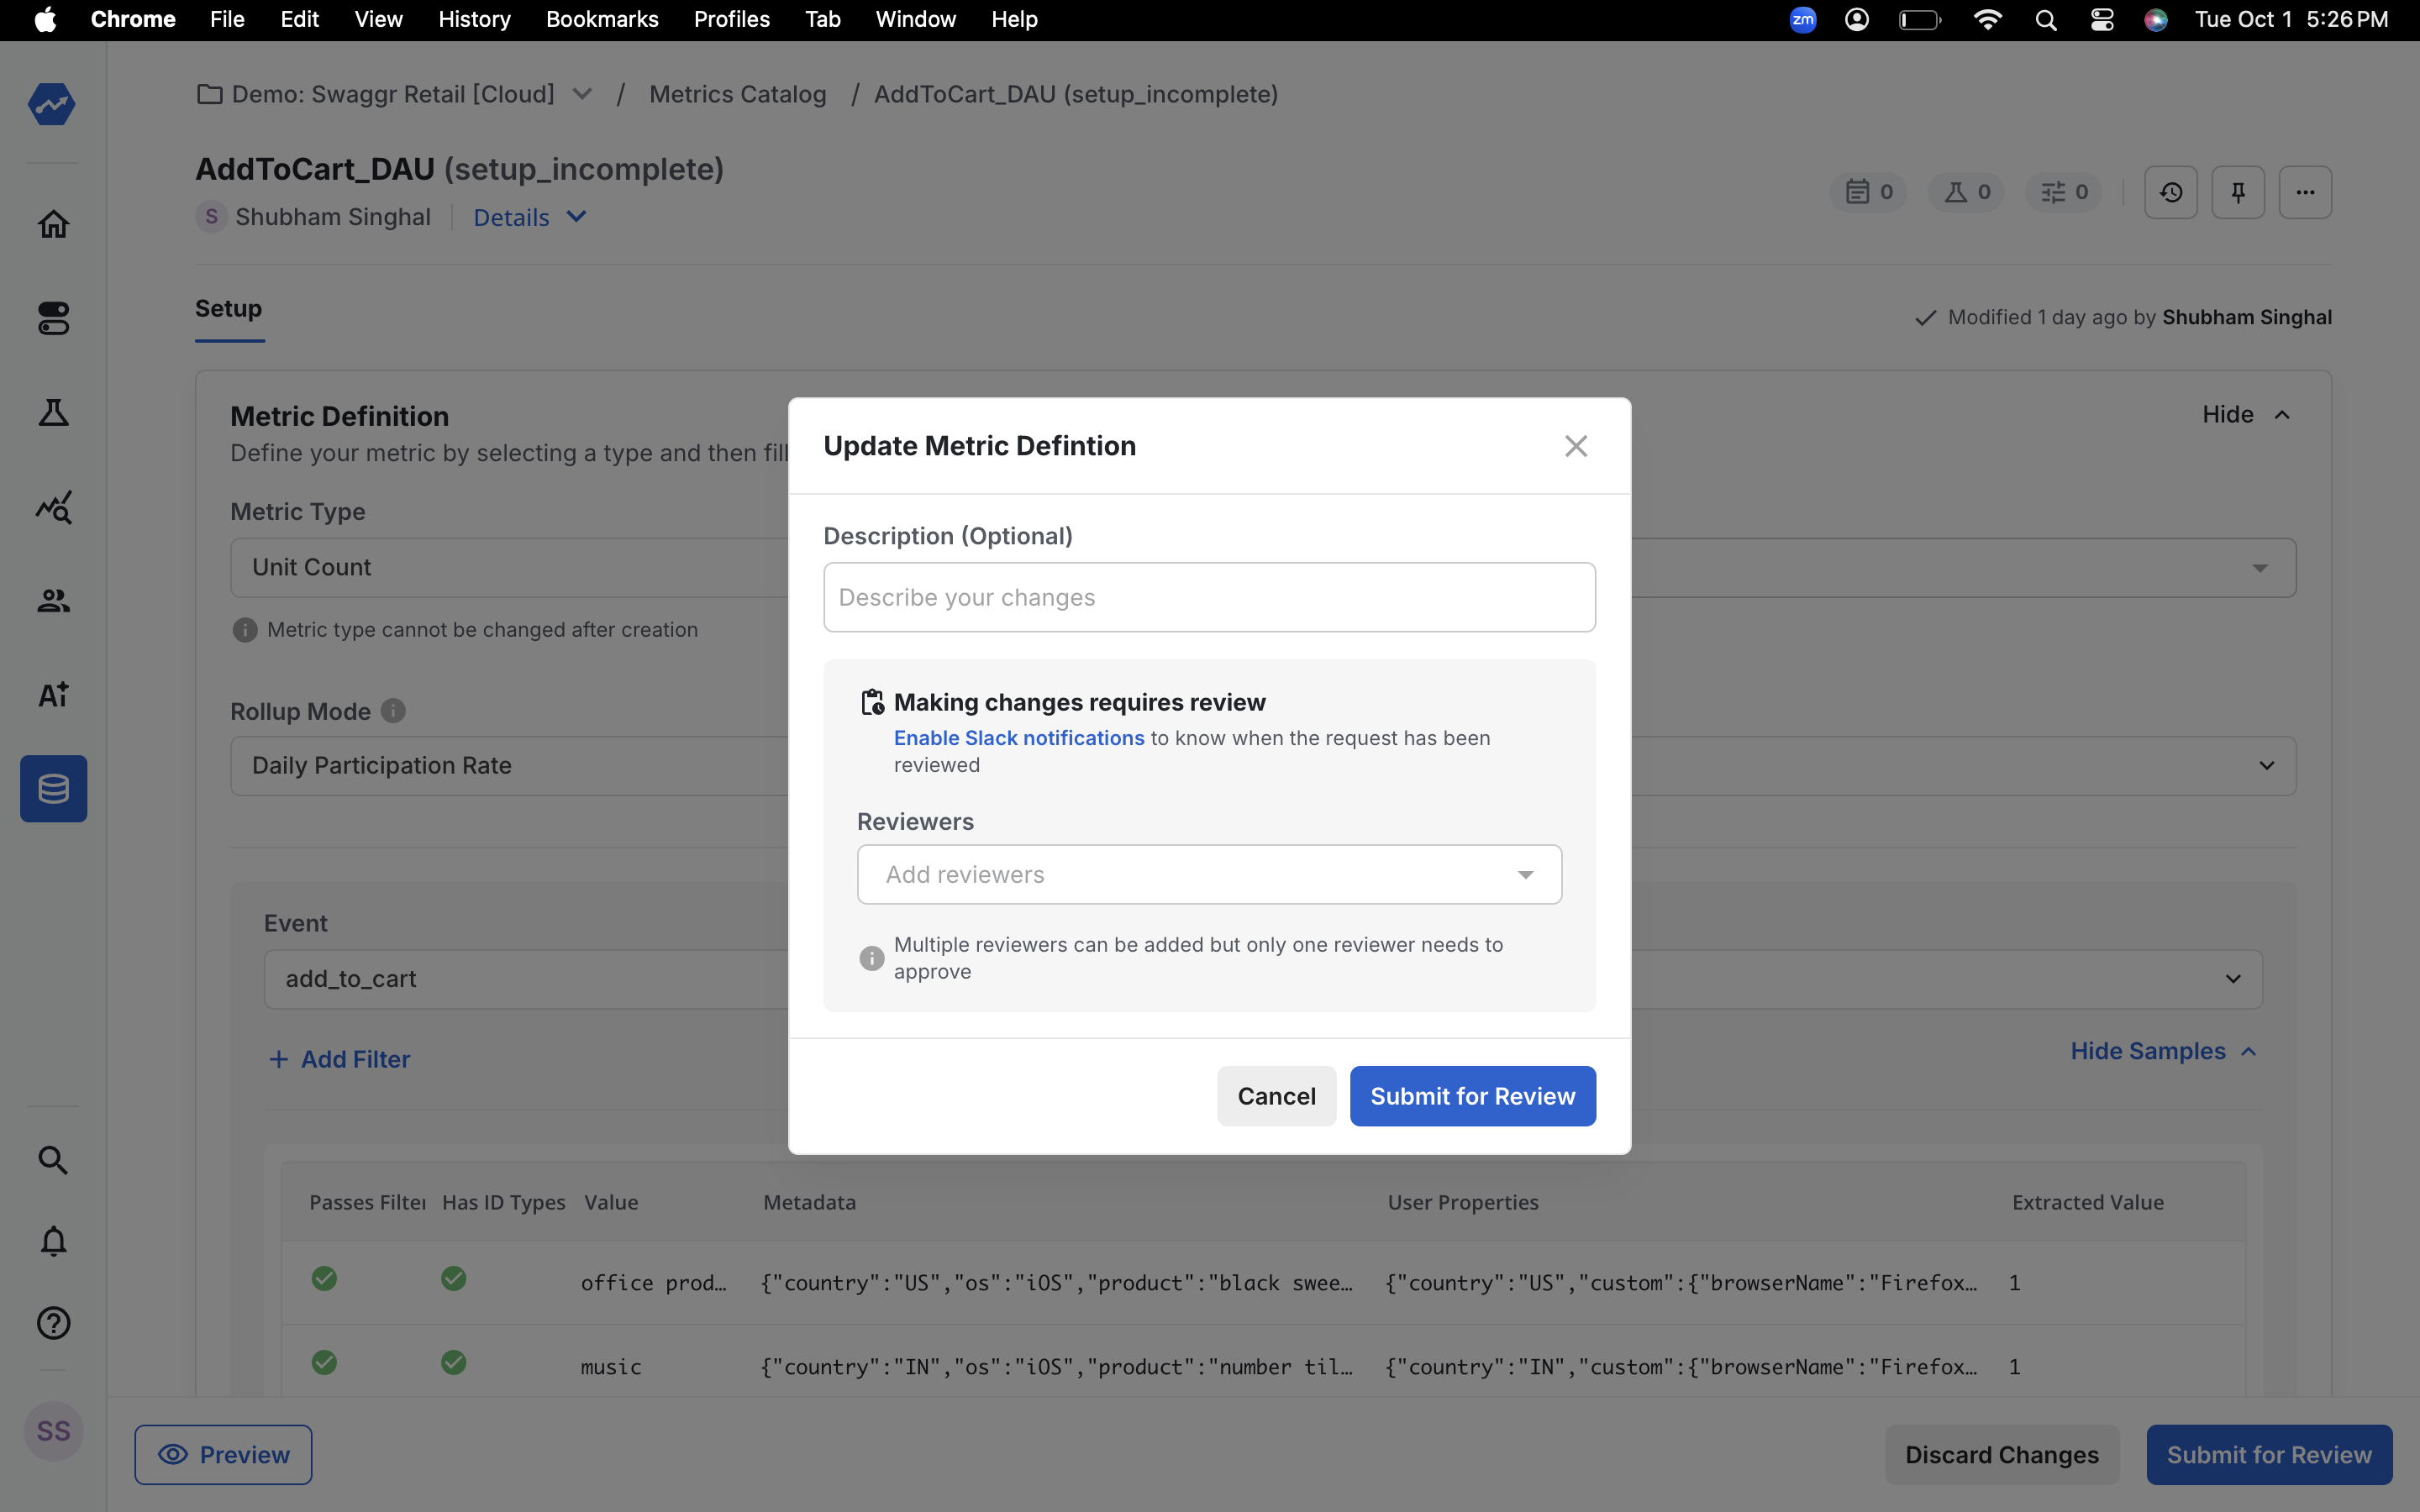 Chrome File Edit View History Bookmarks Profiles Tab Window Help zm Tue Oct 1 5:26 PM
Demo: Swaggr Retail [Cloud] / Metrics Catalog / AddToCart_DAU (setup_incomplete)
AddToCart_DAU (setup_incomplete)
S Shubham Singhal Details
0 0 0
Setup
Modified 1 day ago by Shubham Singhal
Metric Definition
Hide
Define your metric by selecting a type and then fill
Metric Type
Unit Count
Metric type cannot be changed after creation
Rollup Mode
Daily Participation Rate
Event
add_to_cart
+ Add Filter
Hide Samples
Update Metric Defintion
Description (Optional)
Describe your changes
Making changes requires review
Enable Slack notifications to know when the request has been
reviewed
Reviewers
Add reviewers
Multiple reviewers can be added but only one reviewer needs to
approve
Cancel Submit for Review
Passes Filter Has ID Types Value Metadata User Properties Extracted Value
office prod… {"country":"US","os":"iOS","product":"black swee… {"country":"US","custom":{"browserName":"Firefox… 1
music {"country":"IN","os":"iOS","product":"number til… {"country":"IN","custom":{"browserName":"Firefox… 1
Ai
SS
Preview
Discard Changes Submit for Review